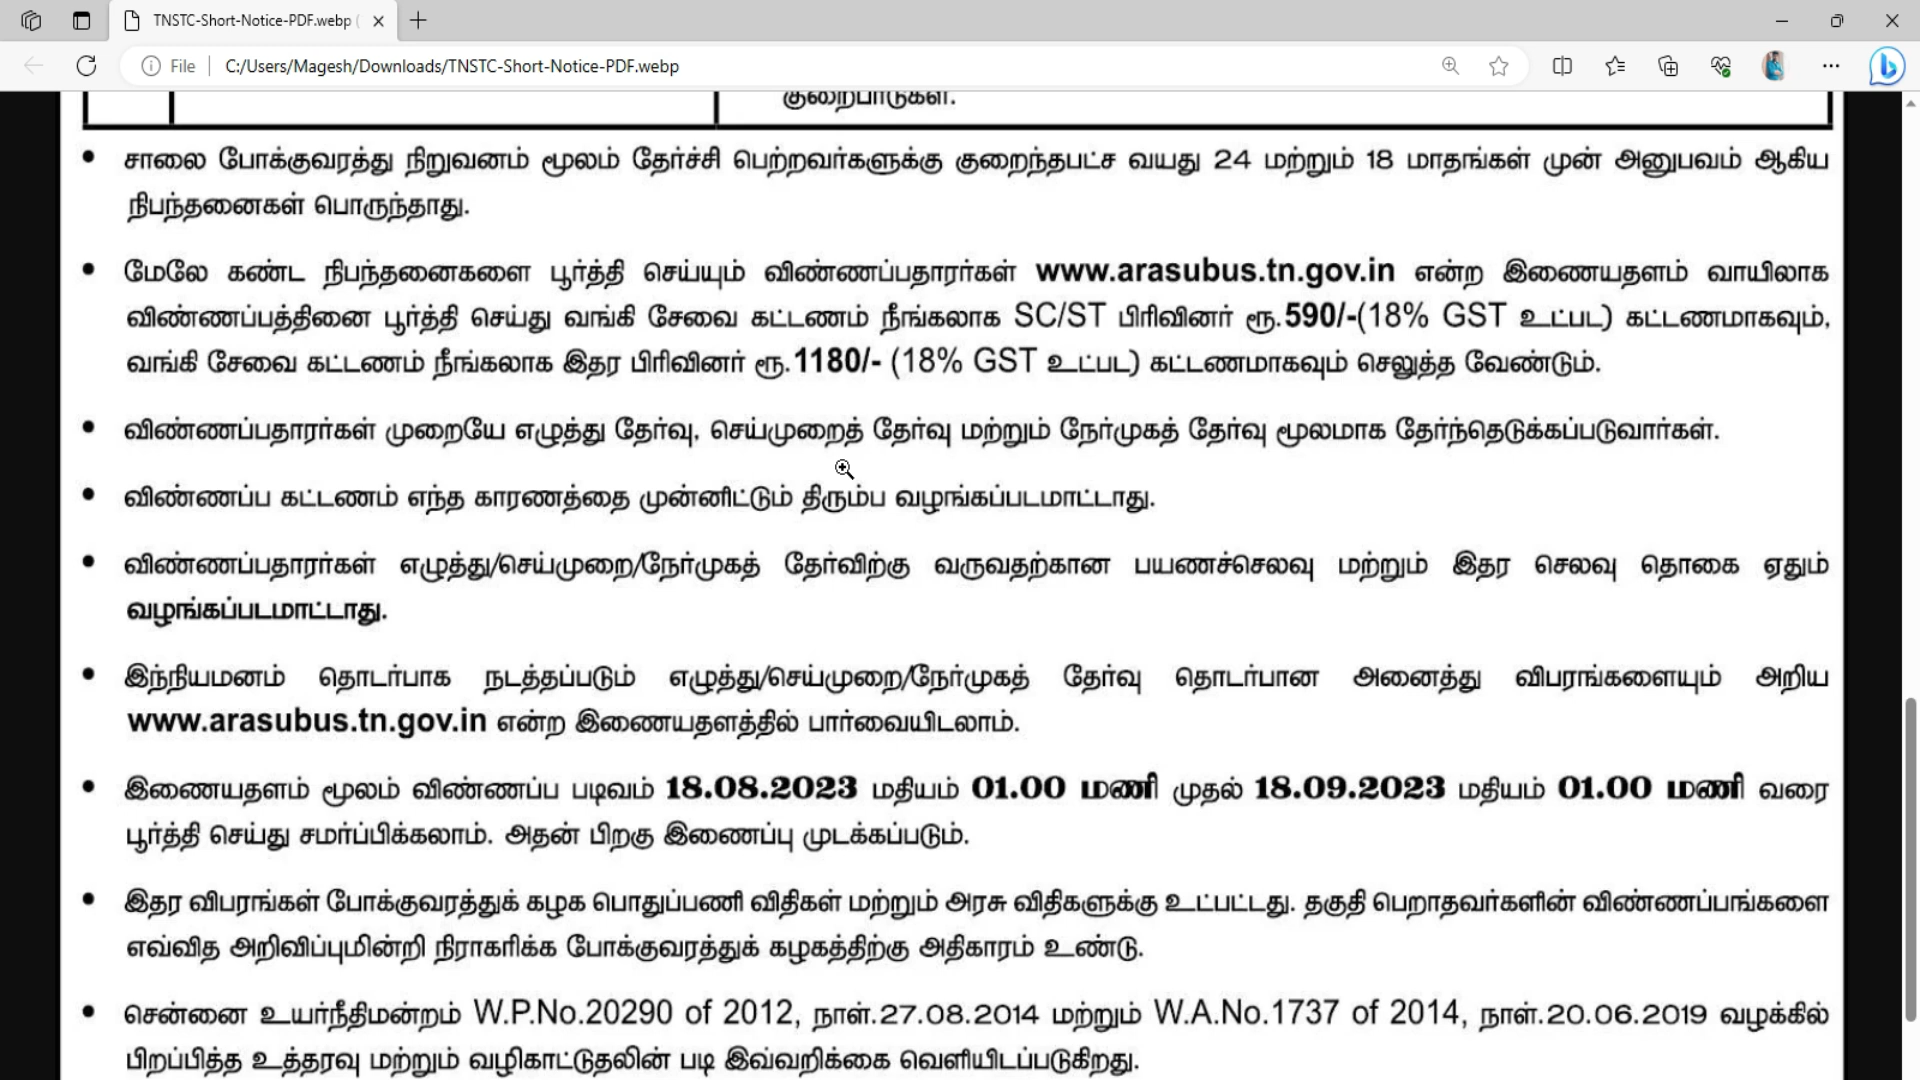 TNSTC-Short-Notice-PDF.webp (
File
C:/Users/Magesh/Downloads/TNSTC-Short-Notice-PDF.webp
குறைபாடுகள்.
• சாலை போக்குவரத்து நிறுவனம் மூலம் தேர்ச்சி பெற்றவர்களுக்கு குறைந்தபட்ச வயது 24 மற்றும் 18 மாதங்கள் முன் அனுபவம் ஆகிய
நிபந்தனைகள் பொருந்தாது.
• மேலே கண்ட நிபந்தனைகளை பூர்த்தி செய்யும் விண்ணப்பதாரர்கள் www.arasubus.tn.gov.in என்ற இணையதளம் வாயிலாக
விண்ணப்பத்தினை பூர்த்தி செய்து வங்கி சேவை கட்டணம் நீங்கலாக SC/ST பிரிவினர் ரூ.590/-(18% GST உட்பட) கட்டணமாகவும்,
வங்கி சேவை கட்டணம் நீங்கலாக இதர பிரிவினர் ரூ.1180/- (18% GST உட்பட) கட்டணமாகவும் செலுத்த வேண்டும்.
• விண்ணப்பதாரர்கள் முறையே எழுத்து தேர்வு, செய்முறைத் தேர்வு மற்றும் நேர்முகத் தேர்வு மூலமாக தேர்ந்தெடுக்கப்படுவார்கள்.
• விண்ணப்ப கட்டணம் எந்த காரணத்தை முன்னிட்டும் திரும்ப வழங்கப்படமாட்டாது.
• விண்ணப்பதாரர்கள் எழுத்து/செய்முறை/நேர்முகத் தேர்விற்கு வருவதற்கான பயணச்செலவு மற்றும் இதர செலவு தொகை ஏதும்
வழங்கப்படமாட்டாது.
• இந்நியமனம் தொடர்பாக நடத்தப்படும் எழுத்து/செய்முறை/நேர்முகத் தேர்வு தொடர்பான அனைத்து விபரங்களையும் அறிய
www.arasubus.tn.gov.in என்ற இணையதளத்தில் பார்வையிடலாம்.
• இணையதளம் மூலம் விண்ணப்ப படிவம் 18.08.2023 மதியம் 01.00 மணி முதல் 18.09.2023 மதியம் 01.00 மணி வரை
பூர்த்தி செய்து சமர்ப்பிக்கலாம். அதன் பிறகு இணைப்பு முடக்கப்படும்.
• இதர விபரங்கள் போக்குவரத்துக் கழக பொதுப்பணி விதிகள் மற்றும் அரசு விதிகளுக்கு உட்பட்டது. தகுதி பெறாதவர்களின் விண்ணப்பங்களை
எவ்வித அறிவிப்புமின்றி நிராகரிக்க போக்குவரத்துக் கழகத்திற்கு அதிகாரம் உண்டு.
• சென்னை உயர்நீதிமன்றம் W.P.No.20290 of 2012, நாள்.27.08.2014 மற்றும் W.A.No.1737 of 2014, நாள்.20.06.2019 வழக்கில்
பிறப்பித்த உத்தரவு மற்றும் வழிகாட்டுதலின் படி இவ்வறிக்கை வெளியிடப்படுகிறது.